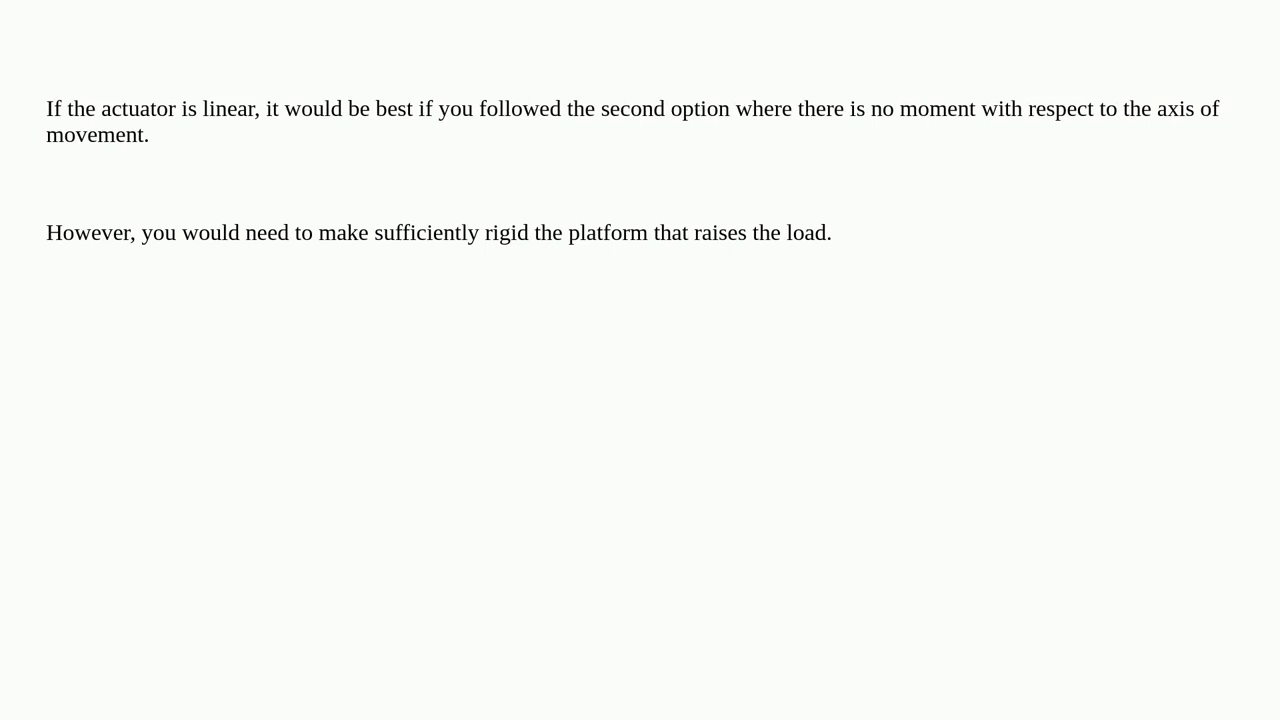 If the actuator is linear, it would be best if you followed the second option where there is no moment with respect to the axis of
movement.
However, you would need to make sufficiently rigid the platform that raises the load.